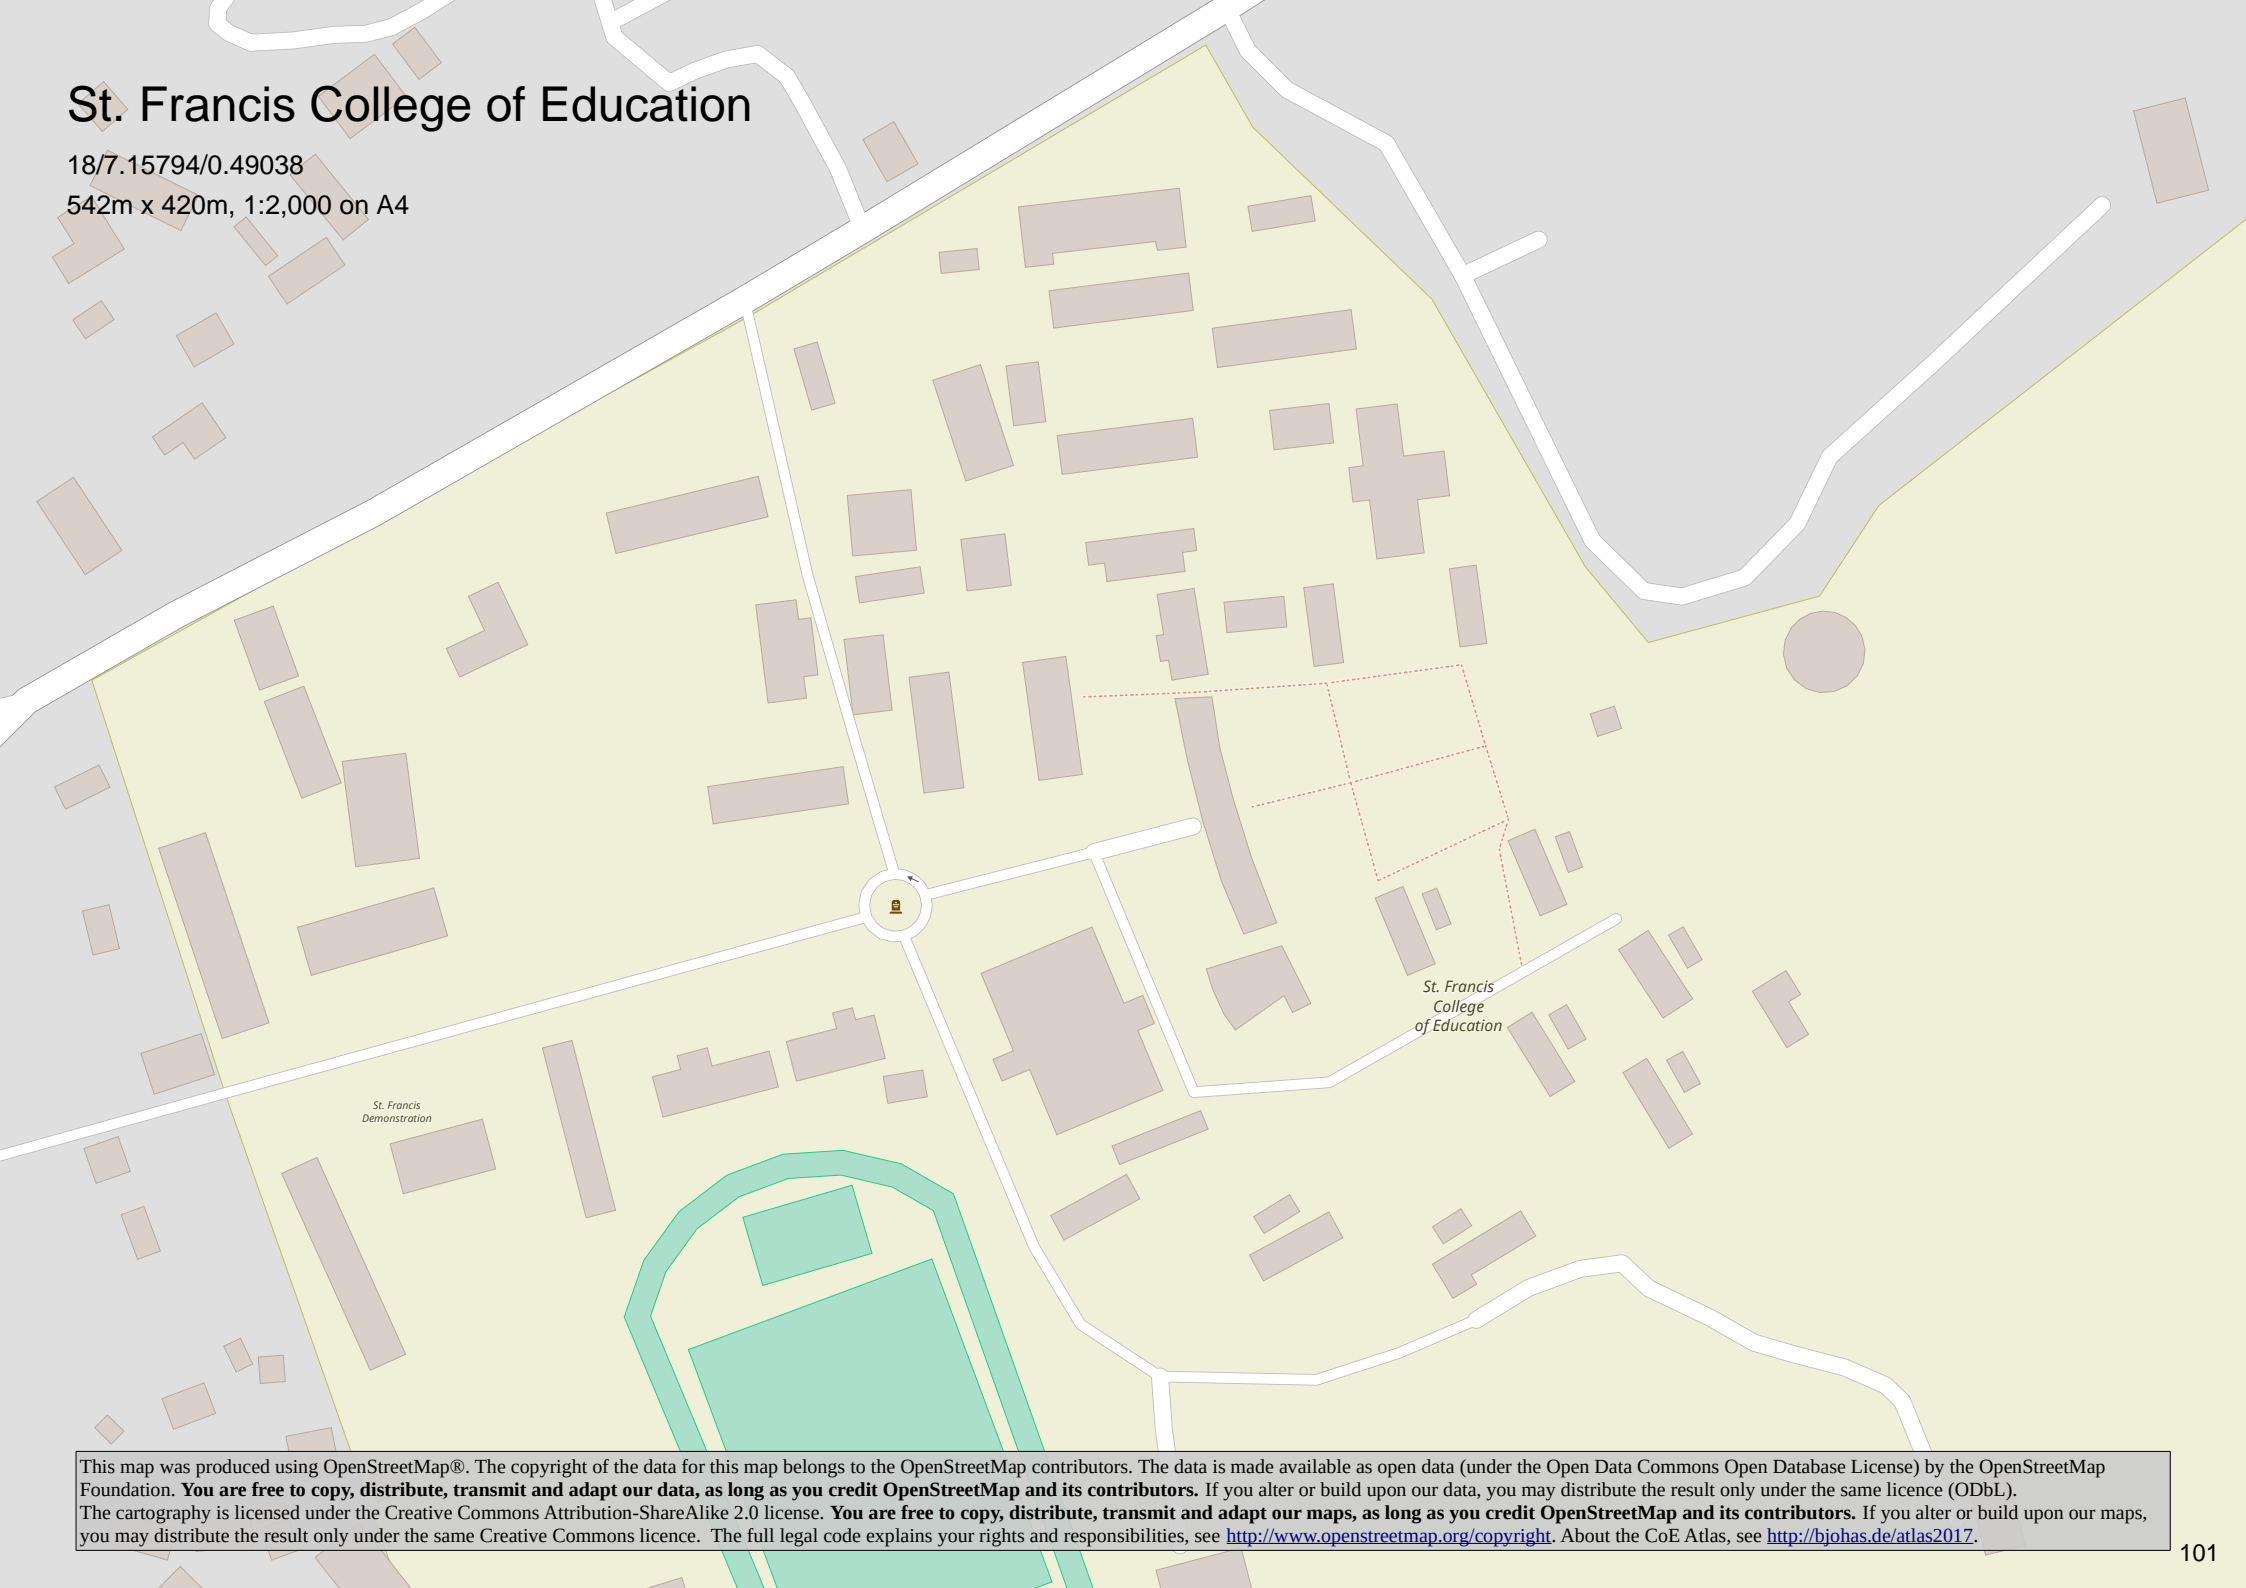 St. Francis College of Education
18/7.15794/0.49038
542m x 420m, 1:2,000 on A4
St. Francis
College
of Education
St. Francis
Demonstration
This map was produced using OpenStreetMap®. The copyright of the data for this map belongs to the OpenStreetMap contributors. The data is made available as open data (under the Open Data Commons Open Database License) by the OpenStreetMap
Foundation. You are free to copy, distribute, transmit and adapt our data, as long as you credit OpenStreetMap and its contributors. If you alter or build upon our data, you may distribute the result only under the same licence (ODbL).
The cartography is licensed under the Creative Commons Attribution-ShareAlike 2.0 license. You are free to copy, distribute, transmit and adapt our maps, as long as you credit OpenStreetMap and its contributors. If you alter or build upon our maps,
you may distribute the result only under the same Creative Commons licence. The full legal code explains your rights and responsibilities, see http://www.openstreetmap.org/copyright. About the CoE Atlas, see http://bjohas.de/atlas2017.
101